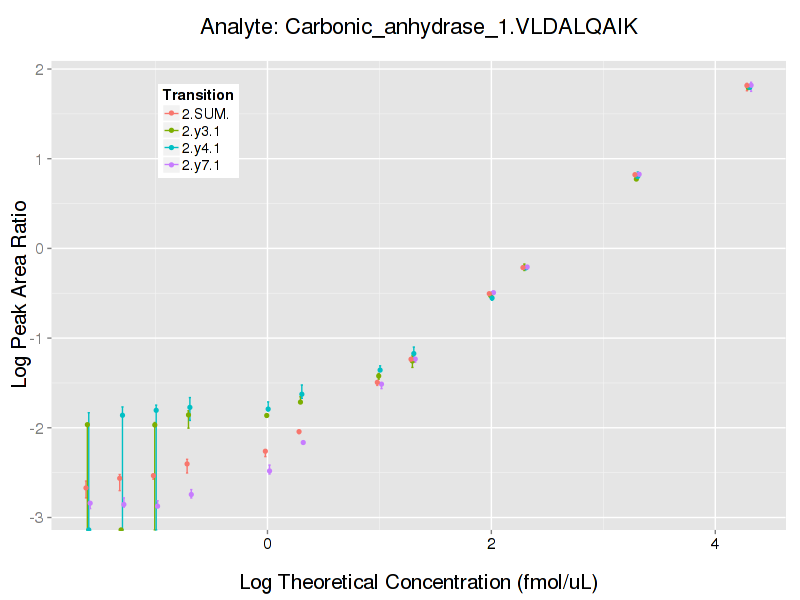 Analyte: Carbonic_anhydrase_1.VLDALQAIK
Log Peak Area Ratio
2
1
0
-1
-2
-3
Transition
2.SUM.
2.y3.1
2.y4.1
2.y7.1
0 2 4
Log Theoretical Concentration (fmol/uL)